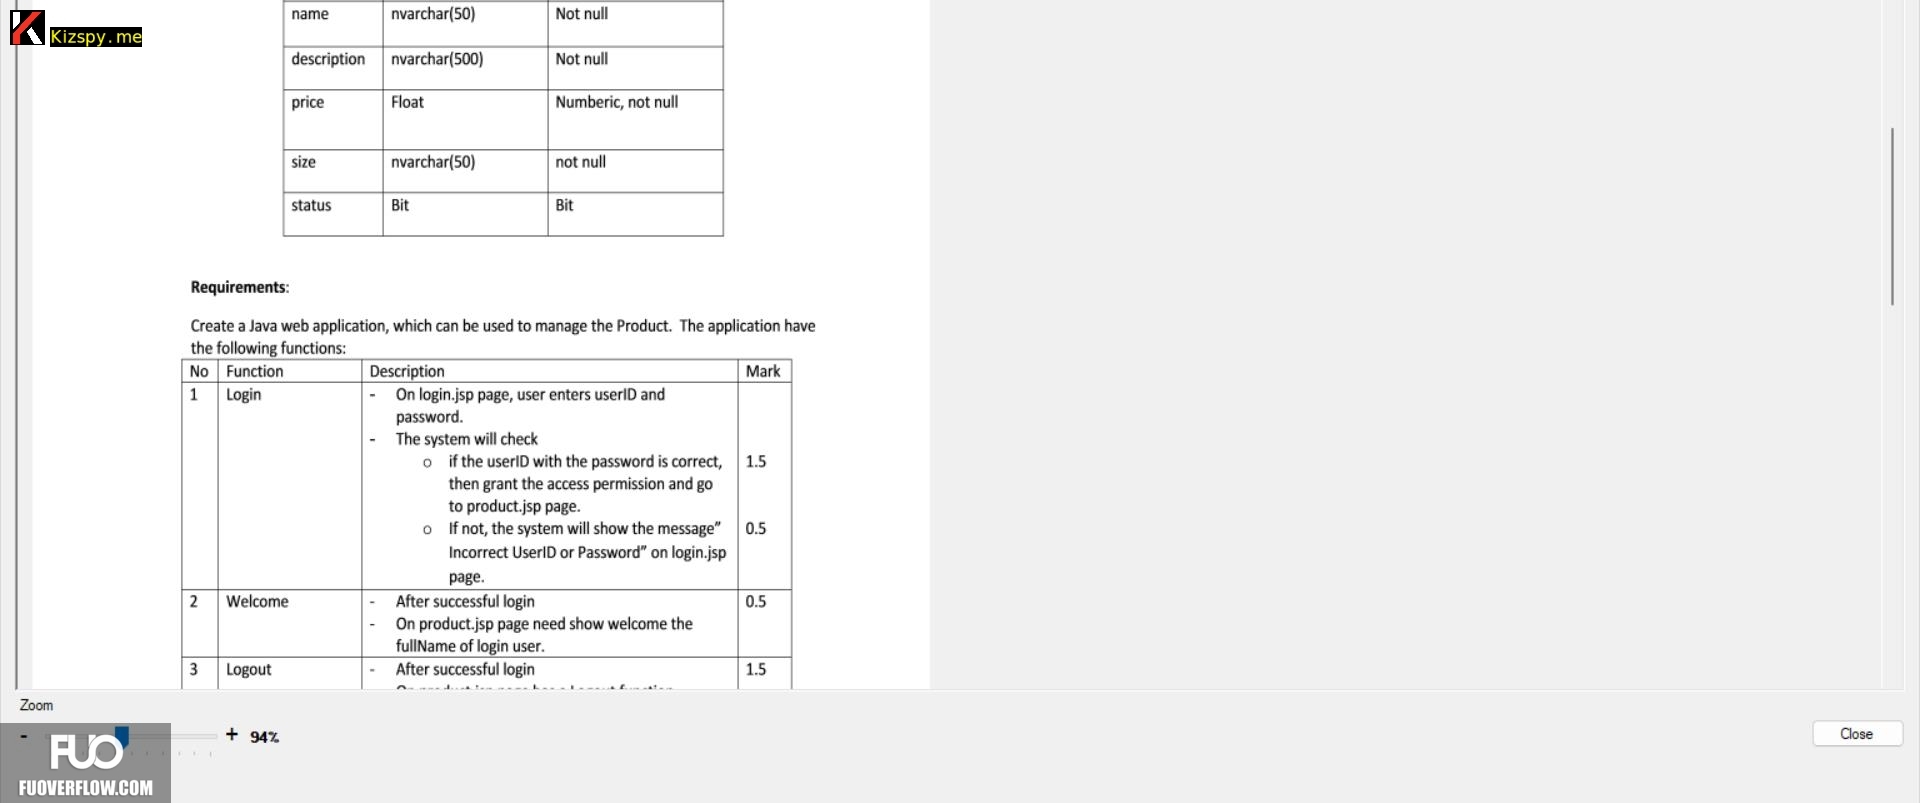 Kizspy.me
name nvarchar(50) Not null
description nvarchar(500) Not null
price Float Numberic, not null
size nvarchar(50) not null
status Bit Bit
Requirements:
Create a Java web application, which can be used to manage the Product. The application have
the following functions:
No Function Description Mark
1 Login - On login.jsp page, user enters userID and
password.
- The system will check
o if the userID with the password is correct, 1.5
then grant the access permission and go
to product.jsp page.
o If not, the system will show the message” 0.5
Incorrect UserID or Password” on login.jsp
page.
2 Welcome - After successful login 0.5
- On product.jsp page need show welcome the
fullName of login user.
3 Logout - After successful login 1.5
Zoom
- + 94%
Close
FUO
FUOVERFLOW.COM